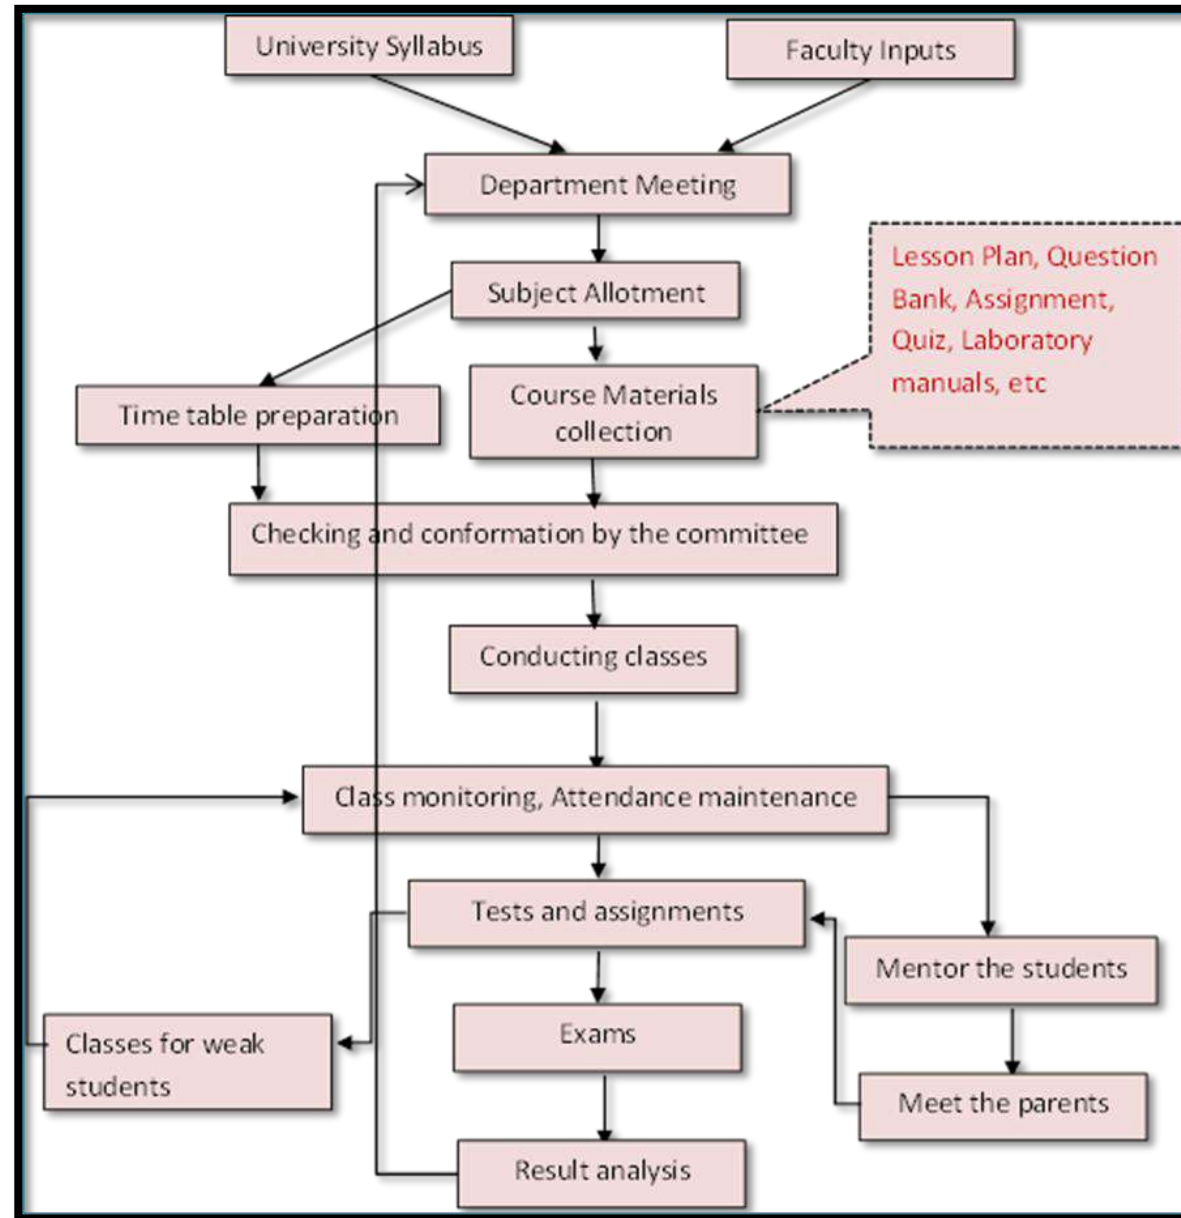 University Syllabus
Faculty Inputs
Department Meeting
Lesson Plan, Question
Bank, Assignment,
Quiz, Laboratory
manuals, etc
Subject Allotment
Course Materials
collection
Time table preparation
Checking and conformation by the committee
Conducting classes
Class monitoring, Attendance maintenance
Tests and assignments
Mentor the students
Exams
Classes for weak
students
Meet the parents
Result analysis